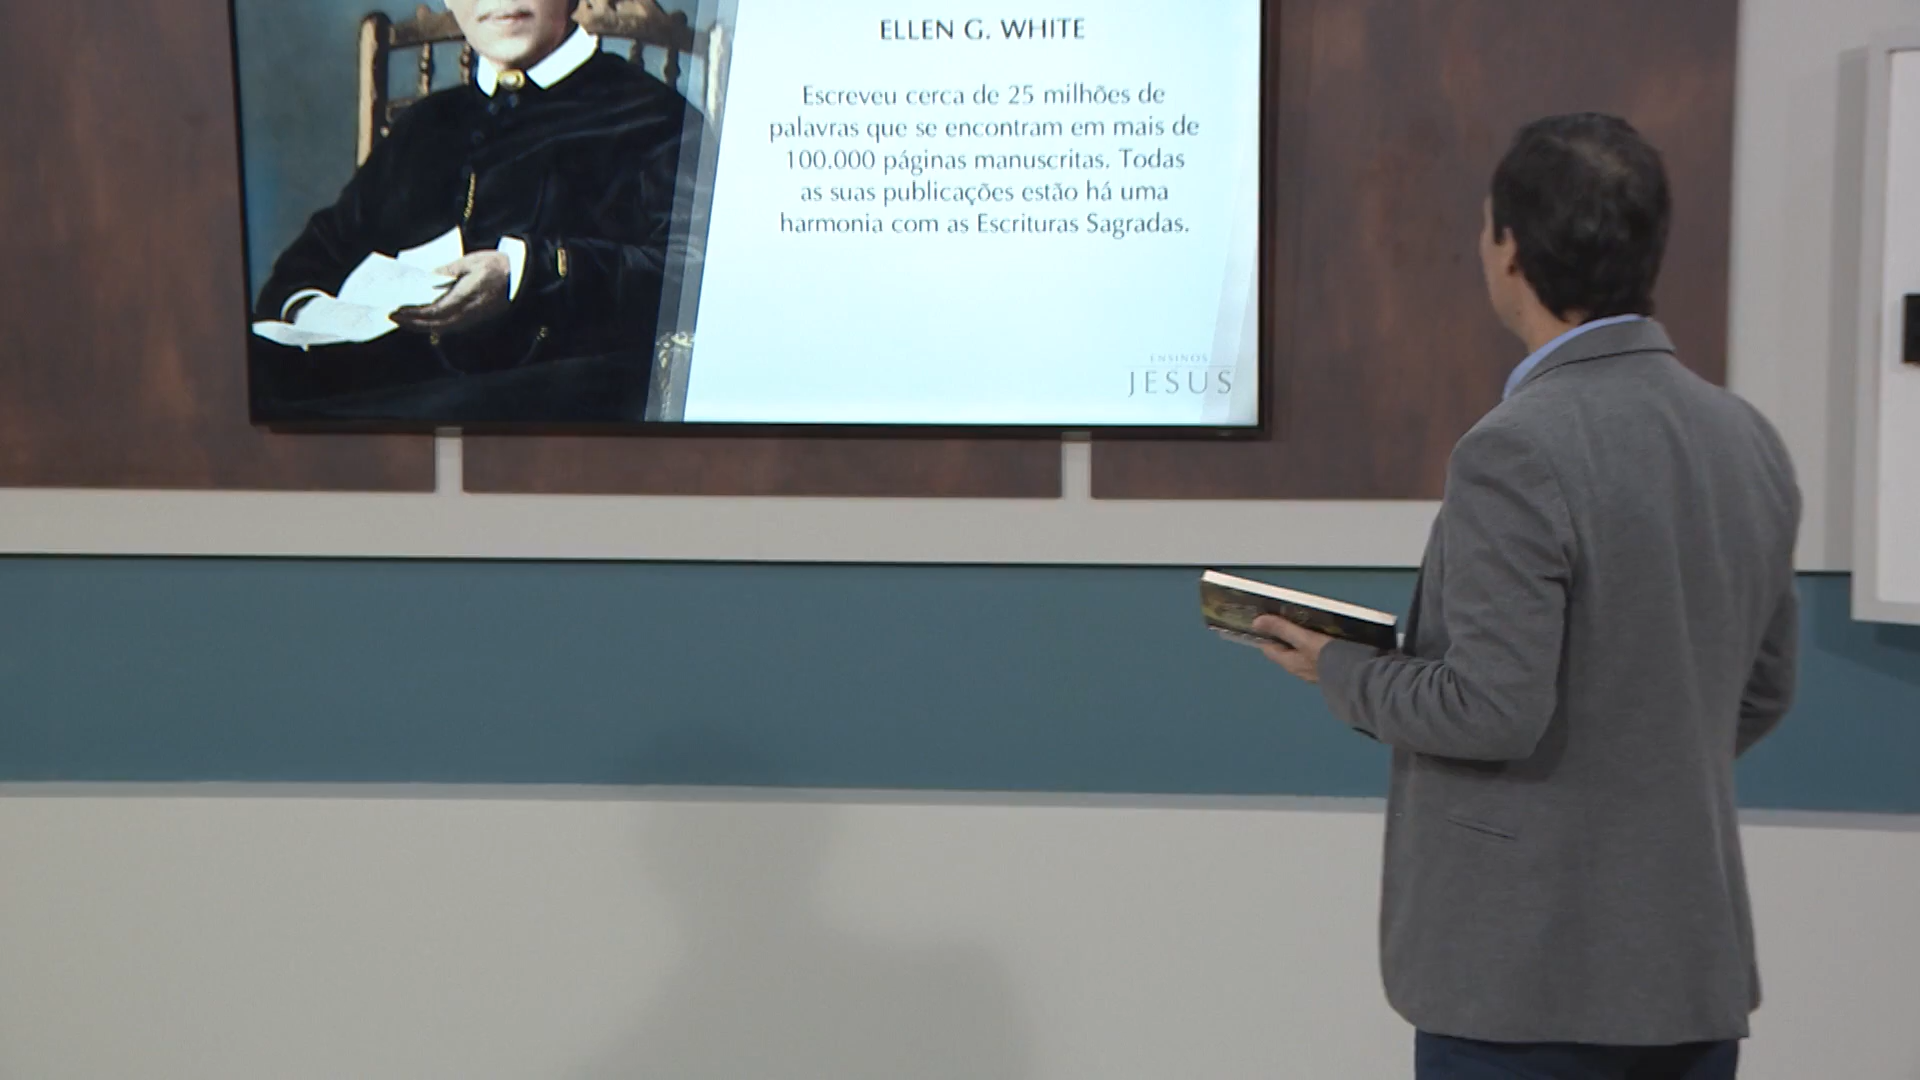 ELLEN G. WHITE
Escreveu cerca de 25 milhões de
palavras que se encontram em mais de
100.000 páginas manuscritas. Todas
as suas publicações estão há uma
harmonia com as Escrituras Sagradas.
ENSINOS
JESUS